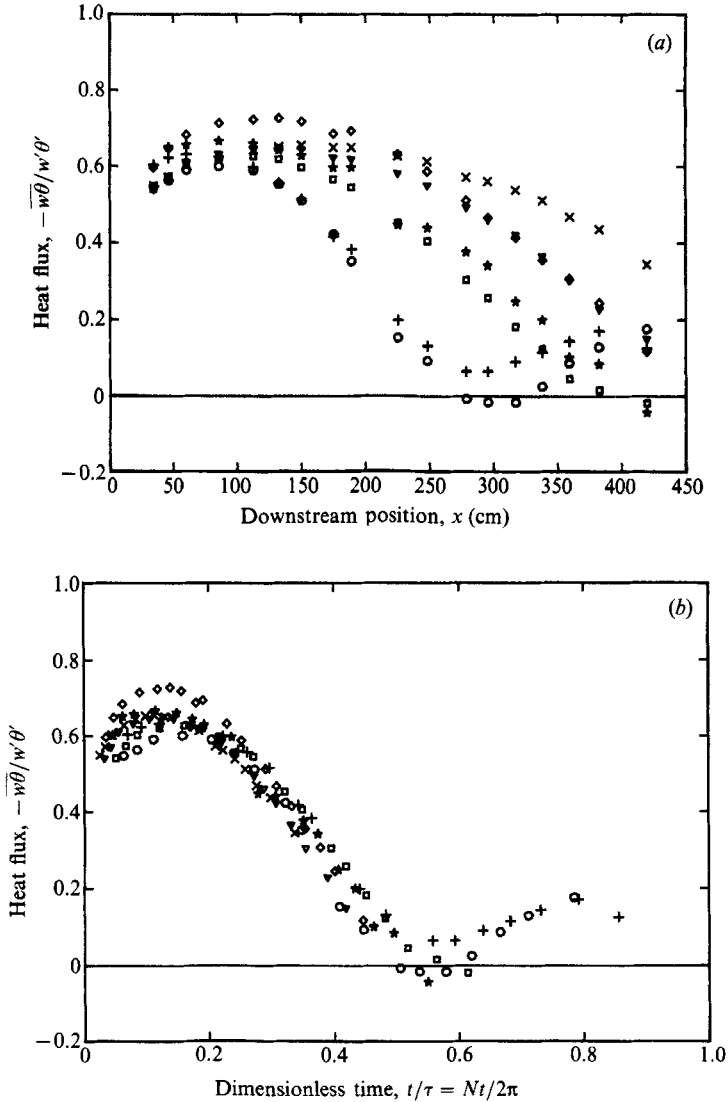 (a)
1.0
0.8
0.6
0.4
0.2
0
−0.2
Heat flux, −w̅θ̅/w′θ′
0 50 100 150 200 250 300 350 400 450
Downstream position, x (cm)
(b)
1.0
0.8
0.6
0.4
0.2
0
−0.2
Heat flux, −w̅θ̅/w′θ′
0 0.2 0.4 0.6 0.8 1.0
Dimensionless time, t/τ = Nt/2π